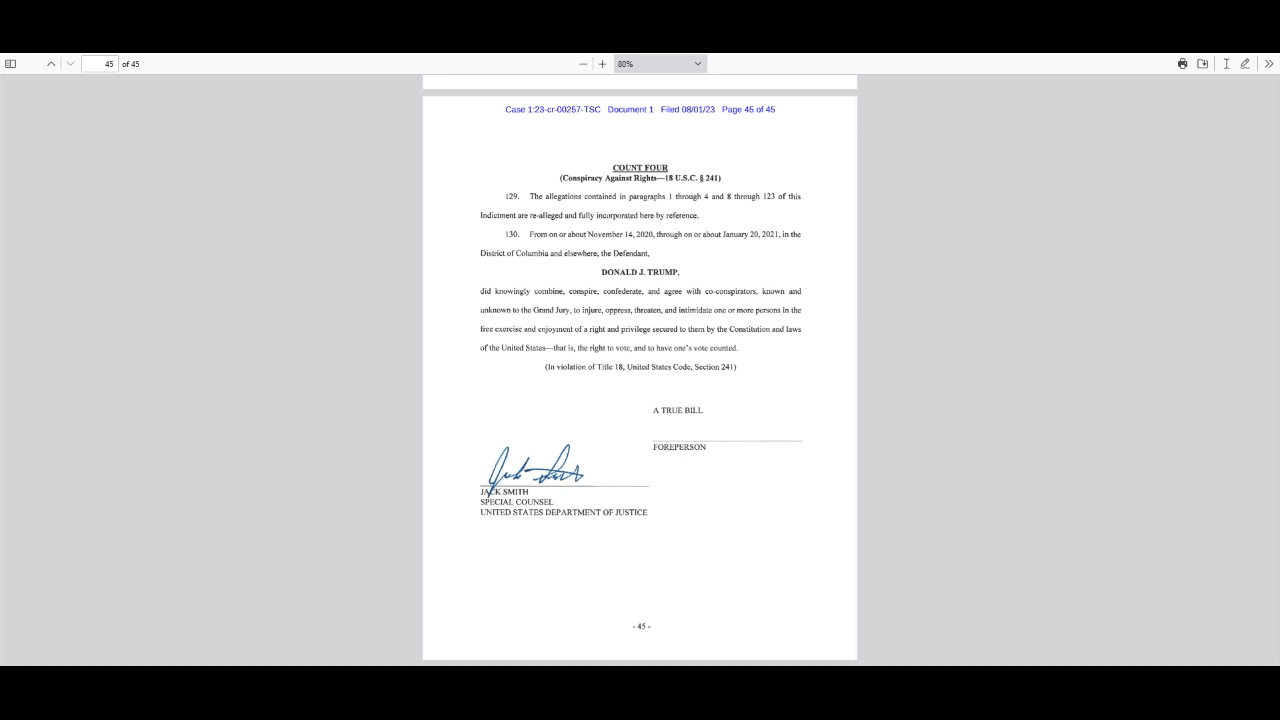 45 of 45
80%
Case 1:23-cr-00257-TSC Document 1 Filed 08/01/23 Page 45 of 45
COUNT FOUR
(Conspiracy Against Rights—18 U.S.C. § 241)
129. The allegations contained in paragraphs 1 through 4 and 8 through 123 of this
Indictment are re-alleged and fully incorporated here by reference.
130. From on or about November 14, 2020, through on or about January 20, 2021, in the
District of Columbia and elsewhere, the Defendant,
DONALD J. TRUMP,
did knowingly combine, conspire, confederate, and agree with co-conspirators, known and
unknown to the Grand Jury, to injure, oppress, threaten, and intimidate one or more persons in the
free exercise and enjoyment of a right and privilege secured to them by the Constitution and laws
of the United States—that is, the right to vote, and to have one's vote counted.
(In violation of Title 18, United States Code, Section 241)
A TRUE BILL
FOREPERSON
JACK SMITH
SPECIAL COUNSEL
UNITED STATES DEPARTMENT OF JUSTICE
- 45 -